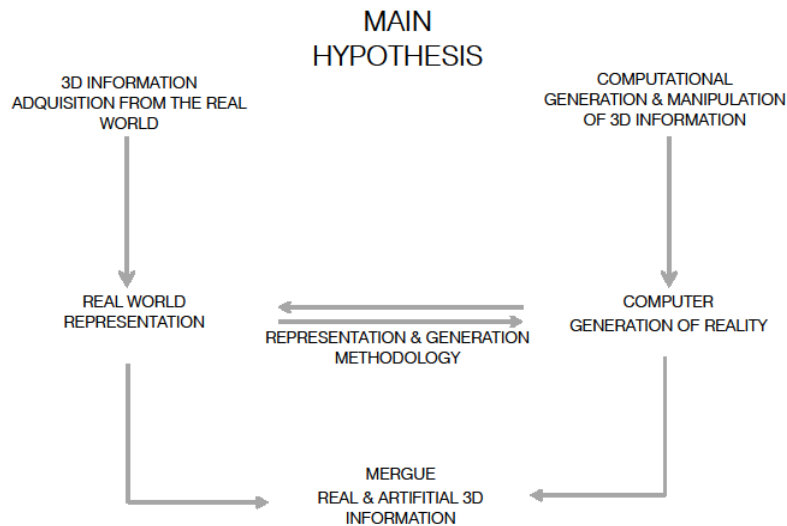 MAIN
HYPOTHESIS
3D INFORMATION
ADQUISITION FROM THE REAL
WORLD
COMPUTATIONAL
GENERATION & MANIPULATION
OF 3D INFORMATION
REAL WORLD
REPRESENTATION
REPRESENTATION & GENERATION
METHODOLOGY
COMPUTER
GENERATION OF REALITY
MERGUE
REAL & ARTIFITIAL 3D
INFORMATION